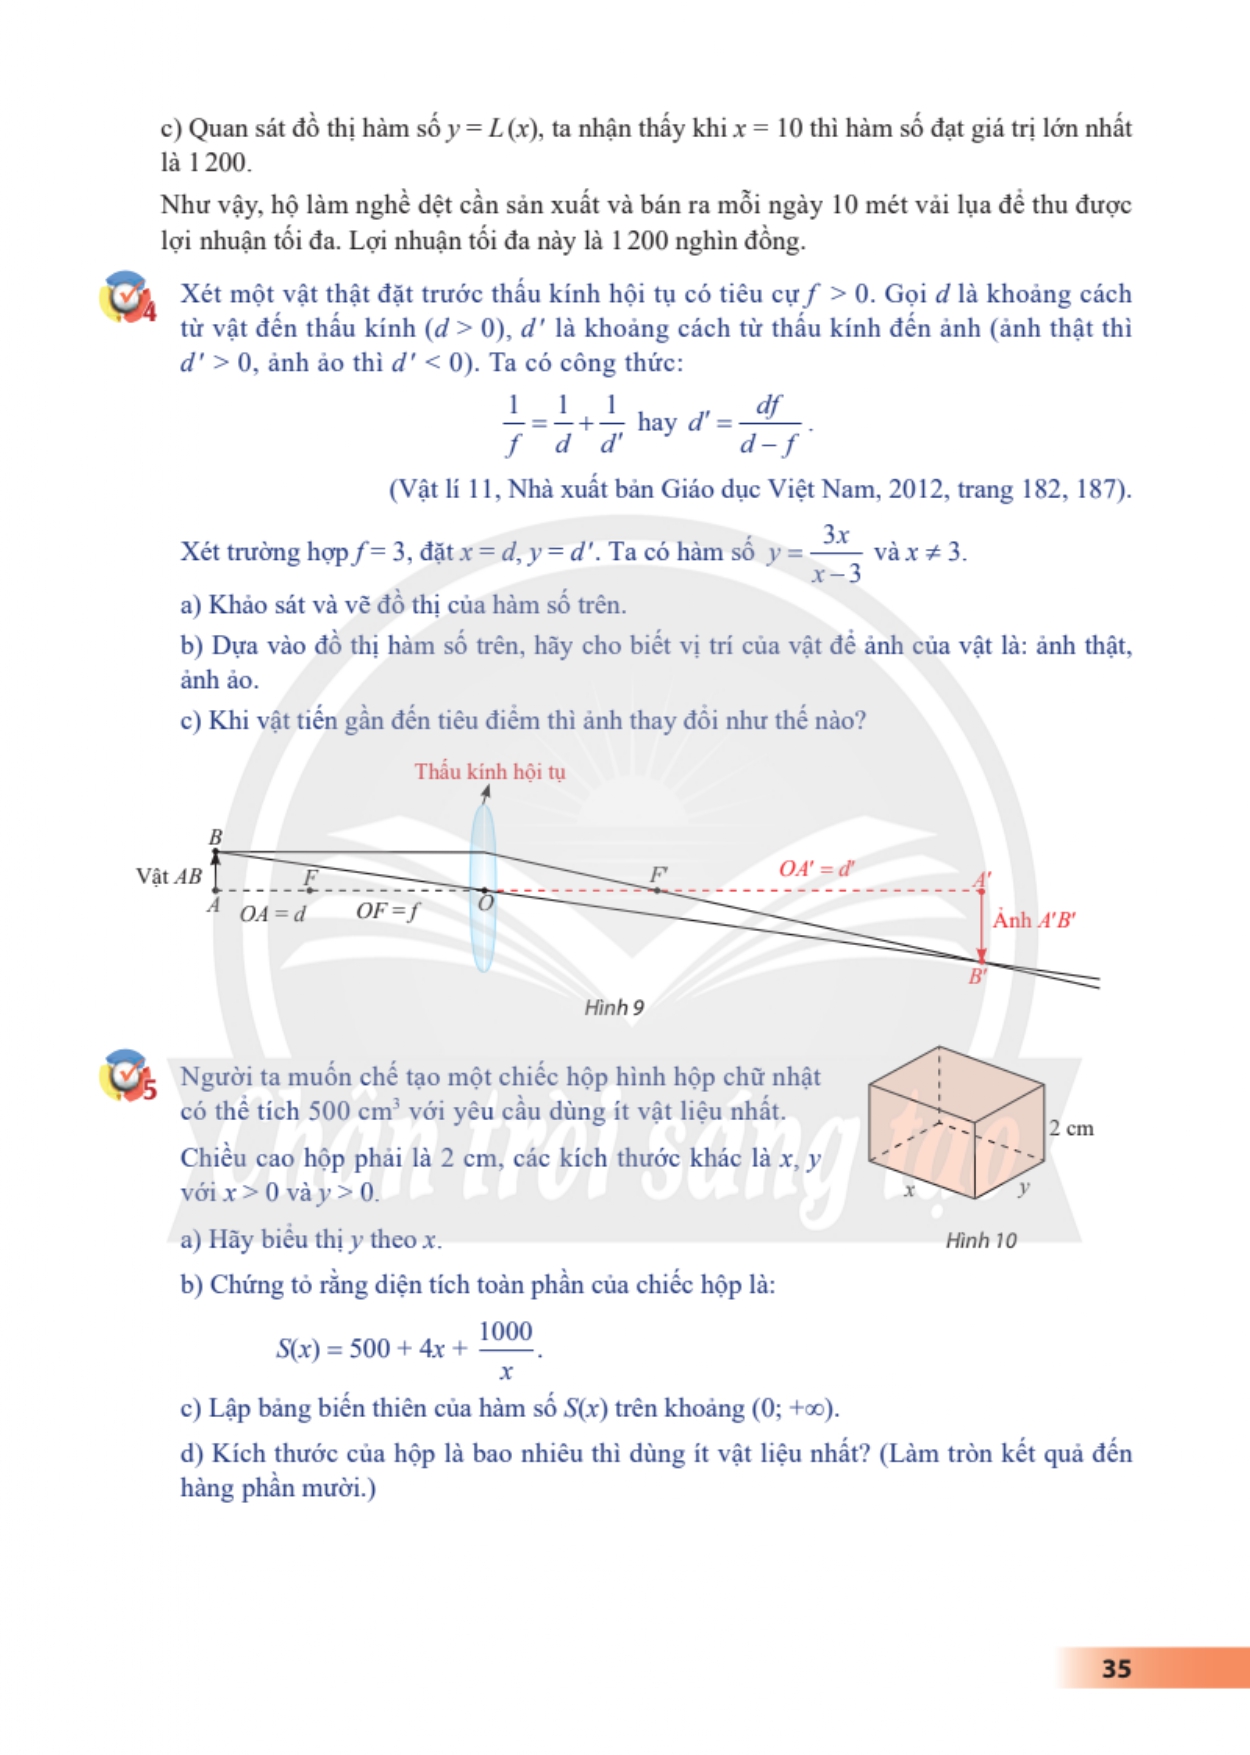 c) Quan sát đồ thị hàm số y = L(x), ta nhận thấy khi x = 10 thì hàm số đạt giá trị lớn nhất
là 1 200.
Như vậy, hộ làm nghề dệt cần sản xuất và bán ra mỗi ngày 10 mét vải lụa để thu được
lợi nhuận tối đa. Lợi nhuận tối đa này là 1 200 nghìn đồng.
4
Xét một vật thật đặt trước thấu kính hội tụ có tiêu cự f > 0. Gọi d là khoảng cách
từ vật đến thấu kính (d > 0), d′ là khoảng cách từ thấu kính đến ảnh (ảnh thật thì
d′ > 0, ảnh ảo thì d′ < 0). Ta có công thức:
1/f = 1/d + 1/d′ hay d′ = df/(d – f).
(Vật lí 11, Nhà xuất bản Giáo dục Việt Nam, 2012, trang 182, 187).
Xét trường hợp f = 3, đặt x = d, y = d′. Ta có hàm số y = 3x/(x – 3) và x ≠ 3.
a) Khảo sát và vẽ đồ thị của hàm số trên.
b) Dựa vào đồ thị hàm số trên, hãy cho biết vị trí của vật để ảnh của vật là: ảnh thật,
ảnh ảo.
c) Khi vật tiến gần đến tiêu điểm thì ảnh thay đổi như thế nào?
Thấu kính hội tụ
B
Vật AB
F
F′
OA′ = d′
A′
A
OA = d
OF = f
O
Ảnh A′B′
B′
Hình 9
5
Người ta muốn chế tạo một chiếc hộp hình hộp chữ nhật
có thể tích 500 cm³ với yêu cầu dùng ít vật liệu nhất.
Chiều cao hộp phải là 2 cm, các kích thước khác là x, y
với x > 0 và y > 0.
2 cm
x
y
Hình 10
a) Hãy biểu thị y theo x.
b) Chứng tỏ rằng diện tích toàn phần của chiếc hộp là:
S(x) = 500 + 4x + 1000/x.
c) Lập bảng biến thiên của hàm số S(x) trên khoảng (0; +∞).
d) Kích thước của hộp là bao nhiêu thì dùng ít vật liệu nhất? (Làm tròn kết quả đến
hàng phần mười.)
Chân trời sáng tạo
35